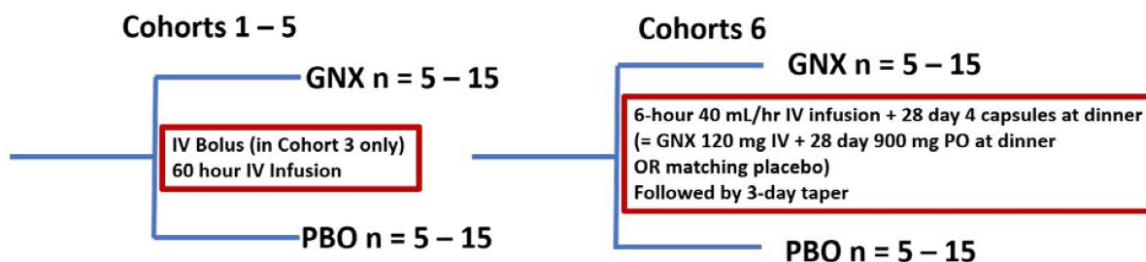 Cohorts 1 – 5
GNX n = 5 – 15
IV Bolus (in Cohort 3 only)
60 hour IV Infusion
PBO n = 5 – 15
Cohorts 6
GNX n = 5 – 15
6-hour 40 mL/hr IV infusion + 28 day 4 capsules at dinner
(= GNX 120 mg IV + 28 day 900 mg PO at dinner
OR matching placebo)
Followed by 3-day taper
PBO n = 5 – 15